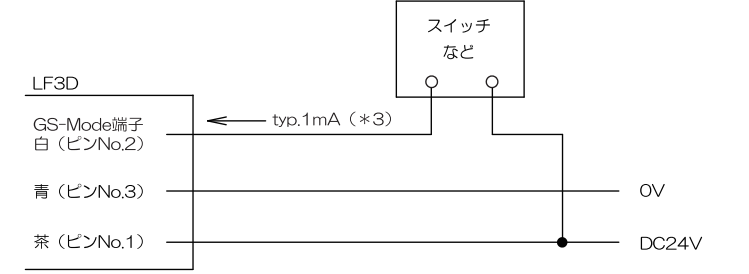 スイッチ
など
LF3D
GS-Mode端子
白（ピンNo.2）
typ.1mA（＊3）
青（ピンNo.3）
0V
茶（ピンNo.1）
DC24V